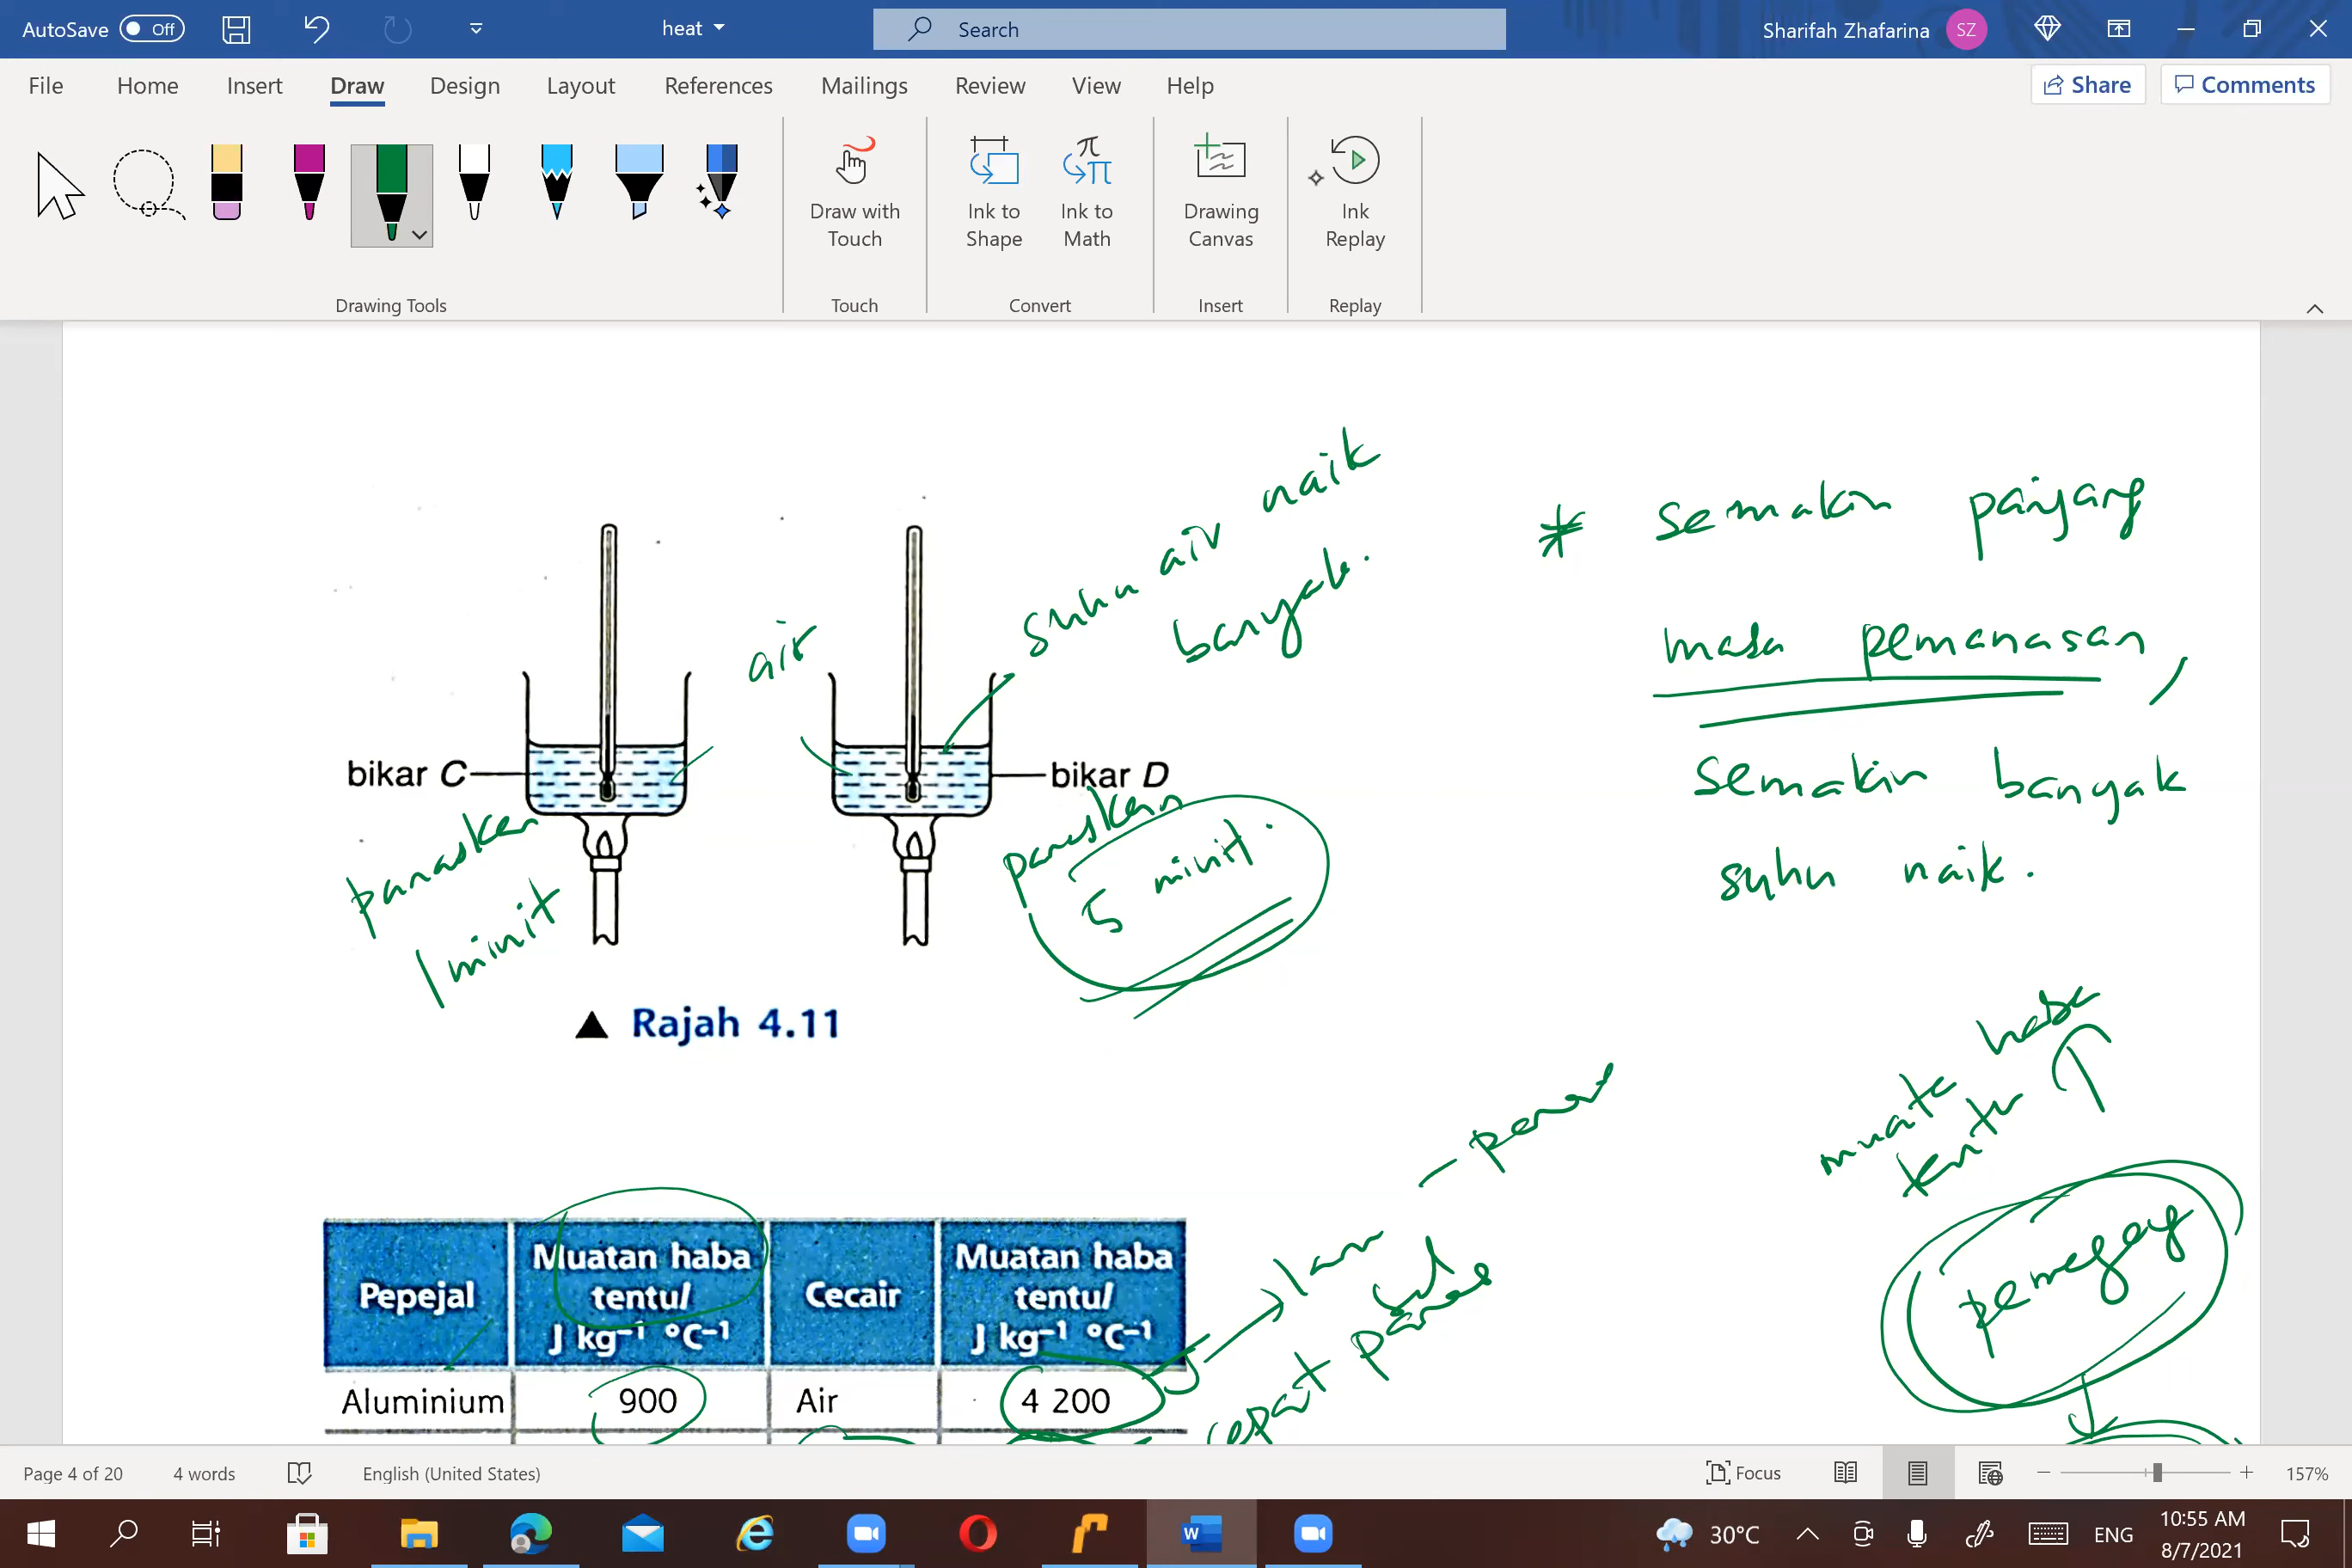 AutoSave Off
heat
Search
Sharifah Zhafarina SZ
File Home Insert Draw Design Layout References Mailings Review View Help
Share Comments
Draw with Touch
Ink to Shape
Ink to Math
Drawing Canvas
Ink Replay
Drawing Tools
Touch
Convert
Insert
Replay
suhu air naik
banyak.
air
bikar C
bikar D
panaskan
1 minit
panaskan
5 minit.
* semakin panjang
masa pemanasan,
semakin banyak
suhu naik.
▲ Rajah 4.11
haba
tentu ↑
pemegang
cepat panas
Pepejal
Muatan haba
tentu/
J kg⁻¹ °C⁻¹
Cecair
Muatan haba
tentu/
J kg⁻¹ °C⁻¹
Aluminium 900 Air 4 200
Page 4 of 20 4 words English (United States)
Focus
157%
30°C
ENG
10:55 AM
8/7/2021